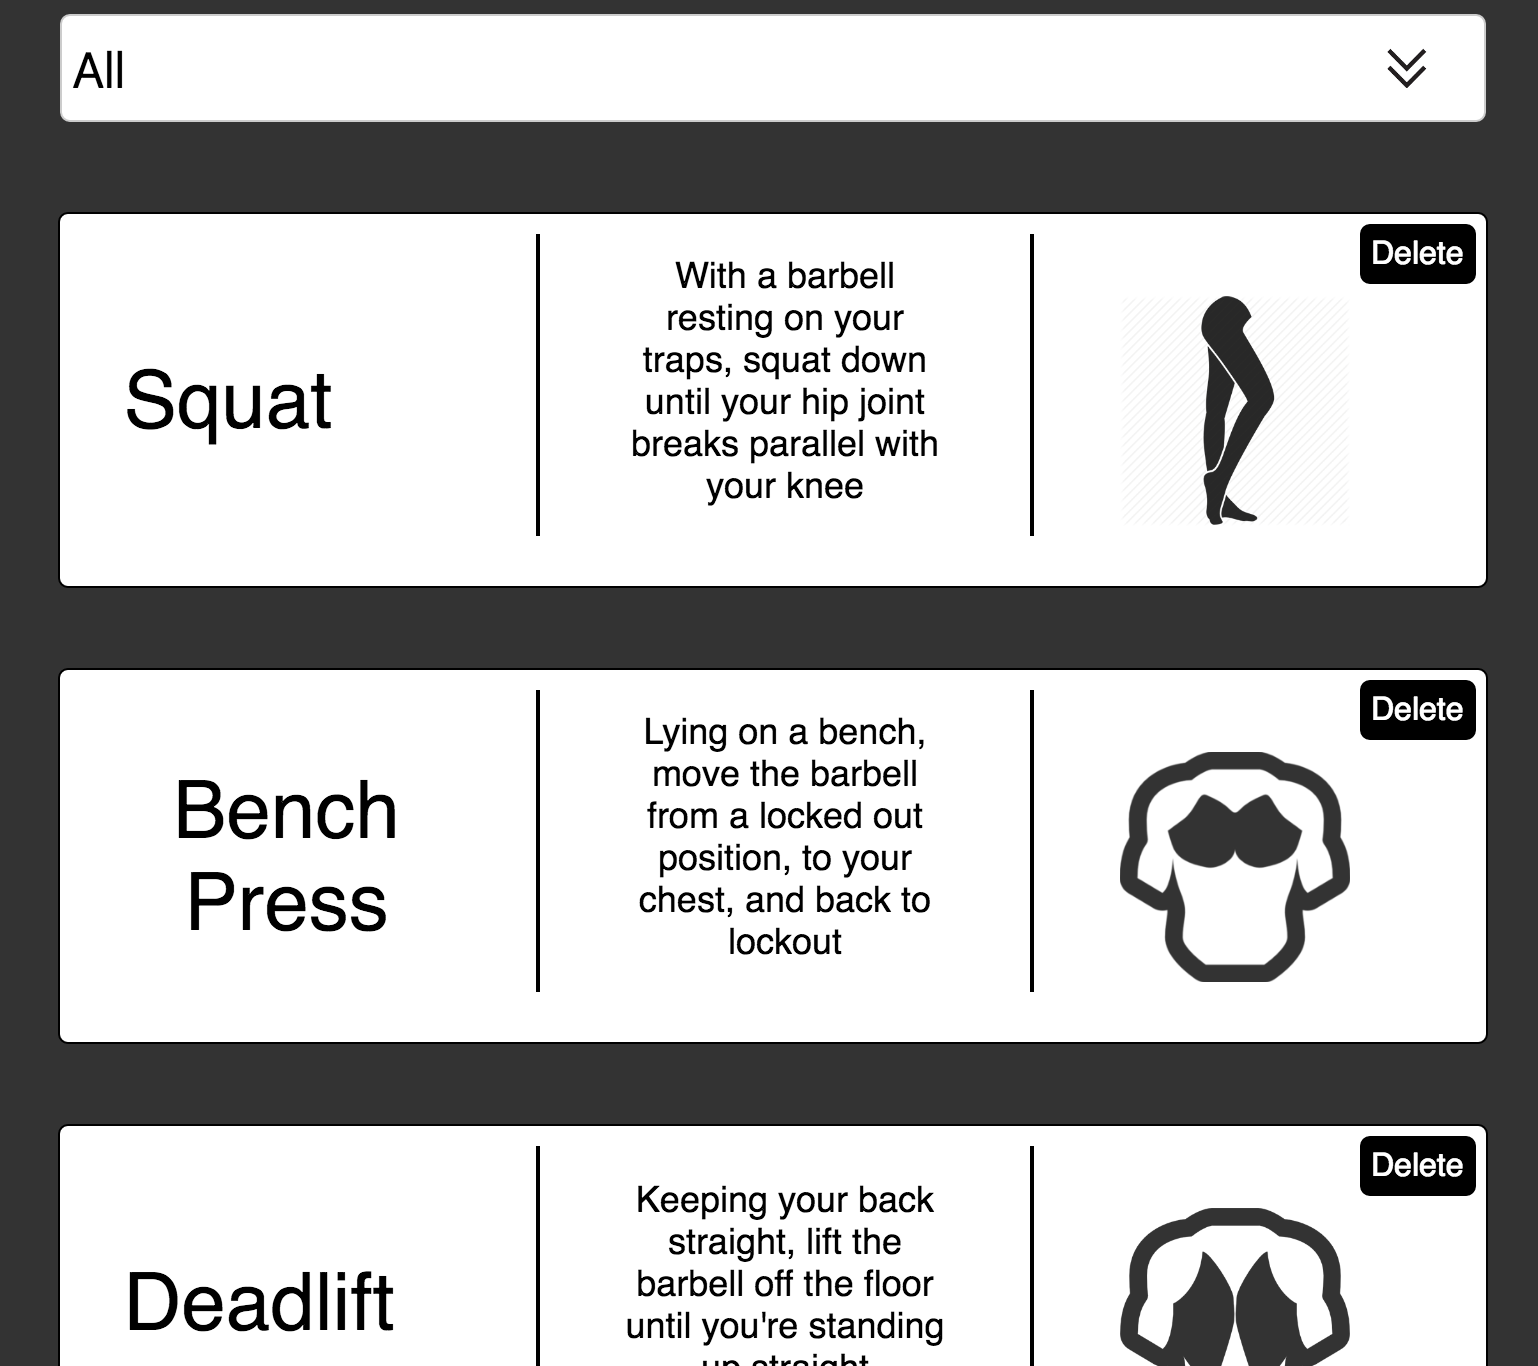 All
Delete
Squat
With a barbell
resting on your
traps, squat down
until your hip joint
breaks parallel with
your knee
Delete
Bench
Press
Lying on a bench,
move the barbell
from a locked out
position, to your
chest, and back to
lockout
Delete
Deadlift
Keeping your back
straight, lift the
barbell off the floor
until you're standing
up straight